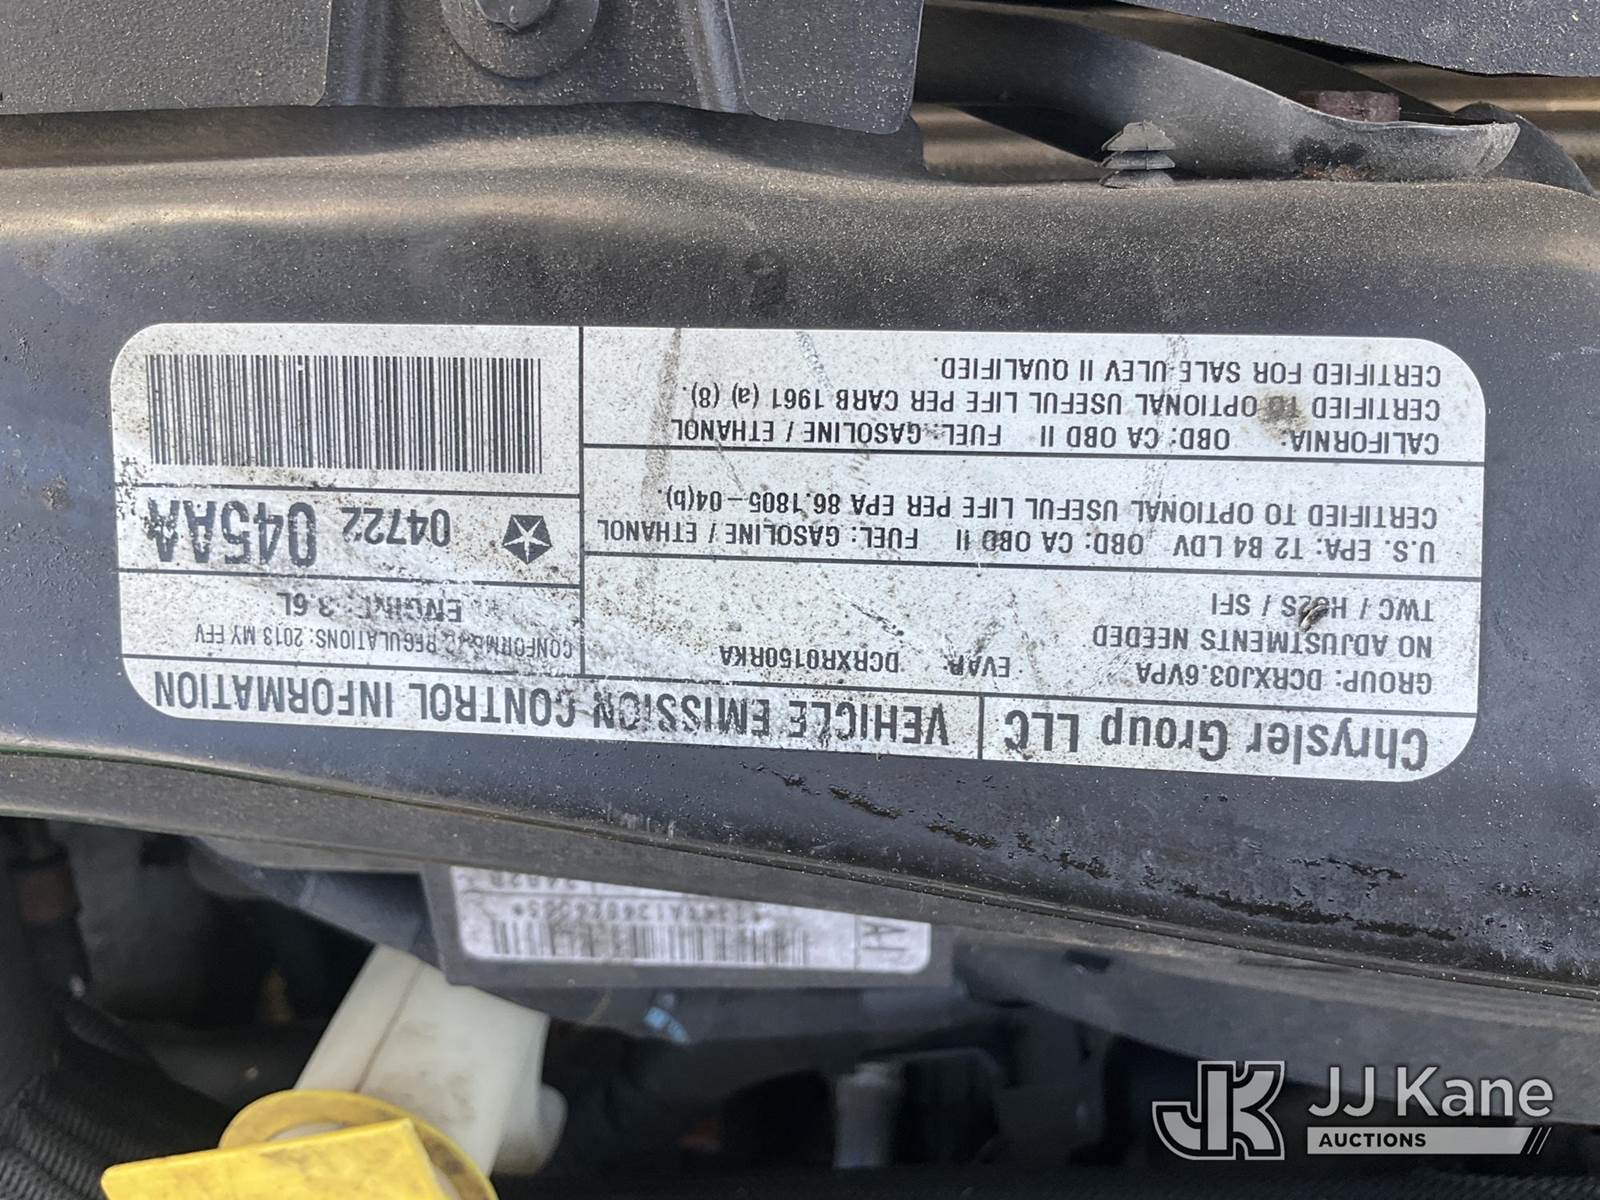 Chrysler Group LLC
VEHICLE EMISSION CONTROL INFORMATION
GROUP: DCRXJ03.6VPA EVAP: DCRXR0150RKA
NO ADJUSTMENTS NEEDED
TWC / HO2S / SFI
CONFORMS TO REGULATIONS: 2013 MY FFV
ENGINE 3.6L
U.S. EPA: T2 B4 LDV OBD: CA OBD II FUEL: GASOLINE / ETHANOL
CERTIFIED TO OPTIONAL USEFUL LIFE PER EPA 86.1805-04(b).
04722 045AA
CALIFORNIA: OBD: CA OBD II FUEL: GASOLINE / ETHANOL
CERTIFIED TO OPTIONAL USEFUL LIFE PER CARB 1961 (a) (8).
CERTIFIED FOR SALE ULEV II QUALIFIED.
JK JJ Kane
AUCTIONS